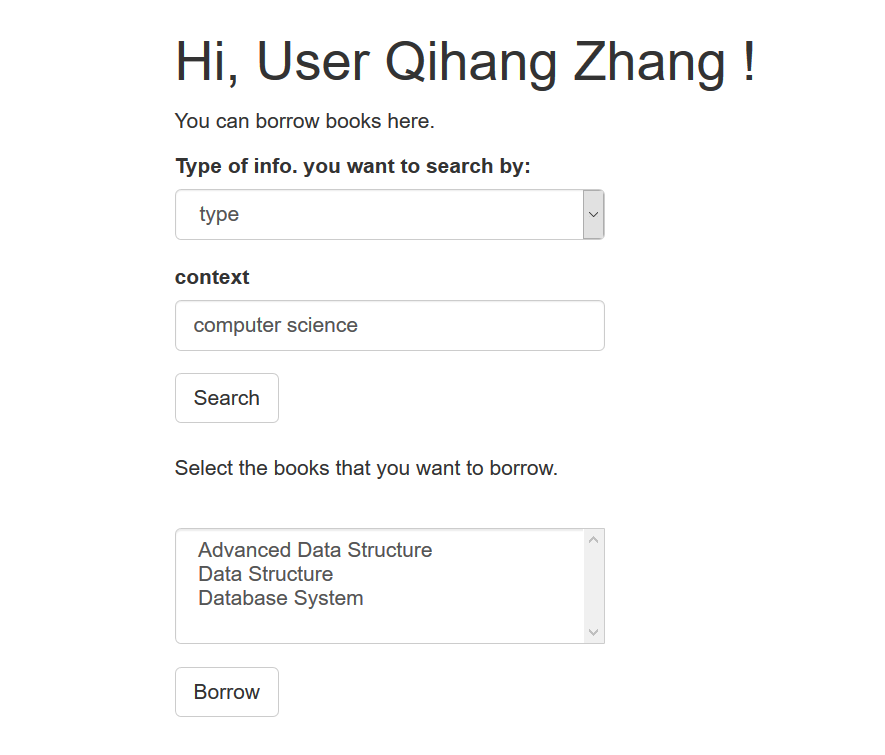 Hi, User Qihang Zhang !
You can borrow books here.
Type of info. you want to search by:
type
context
computer science
Search
Select the books that you want to borrow.
Advanced Data Structure
Data Structure
Database System
Borrow